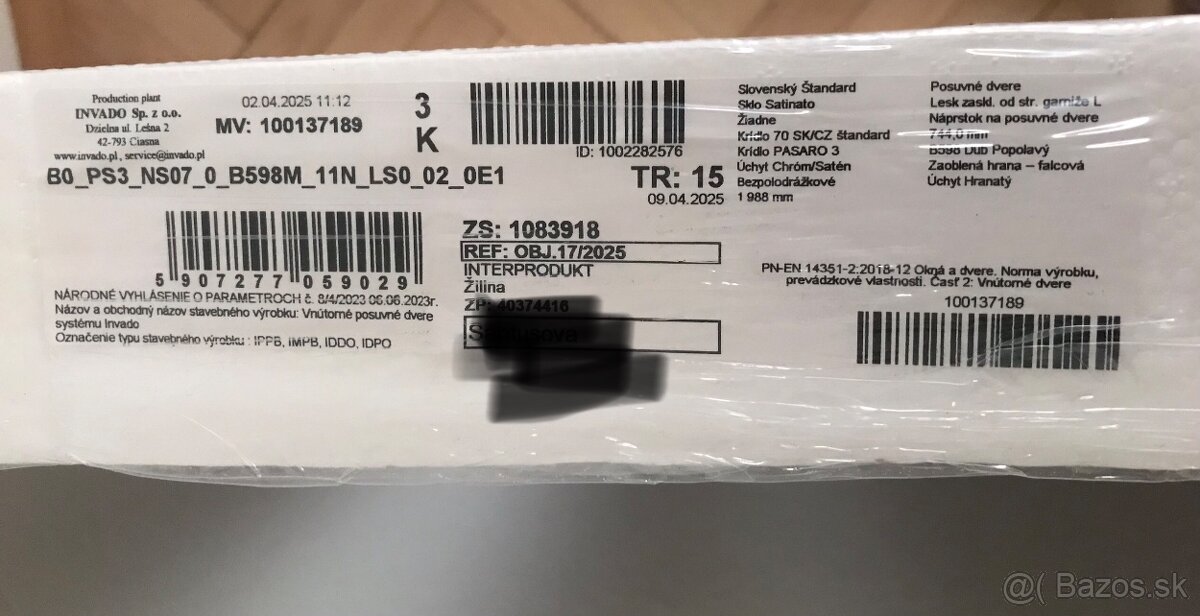 Production plant
INVADO Sp. z o.o.
Dzielna ul. Leśna 2
42-793 Ciasna
www.invado.pl, service@invado.pl
02.04.2025 11:12
MV: 100137189
3
K
ID: 1002282576
B0_PS3_NS07_0_B598M_11N_LS0_02_0E1
TR: 15
09.04.2025
Slovenský Štandard
Sklo Satinato
Žiadne
Krídlo 70 SK/CZ štandard
Krídlo PASARO 3
Úchyt Chróm/Satén
Bezpolodrážkové
1 988 mm
Posuvné dvere
Lesk zaskl. od str. garniže L
Náprstok na posuvné dvere
744,0 mm
B598 Dub Popolavý
Zaoblená hrana – falcová
Úchyt Hranatý
5 907277 059029
ZS: 1083918
REF: OBJ.17/2025
INTERPRODUKT
Žilina
ZP: 40374416
NÁRODNÉ VYHLÁSENIE O PARAMETROCH č. 8/4/2023 06.06.2023r.
Názov a obchodný názov stavebného výrobku: Vnútorné posuvné dvere
systému Invado
Označenie typu stavebného výrobku : IPPB, IMPB, IDDO, IDPO
PN-EN 14351-2:2018-12 Okná a dvere. Norma výrobku,
prevádzkové vlastnosti. Časť 2: Vnútorné dvere
100137189
@( Bazos.sk